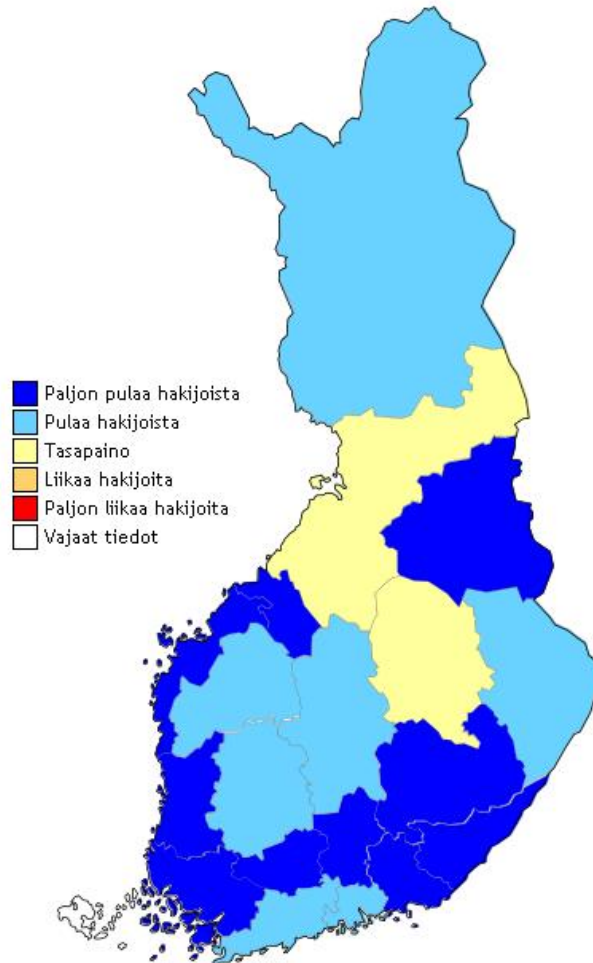 Paljon pulaa hakijoista
Pulaa hakijoista
Tasapaino
Liikaa hakijoita
Paljon liikaa hakijoita
Vajaat tiedot